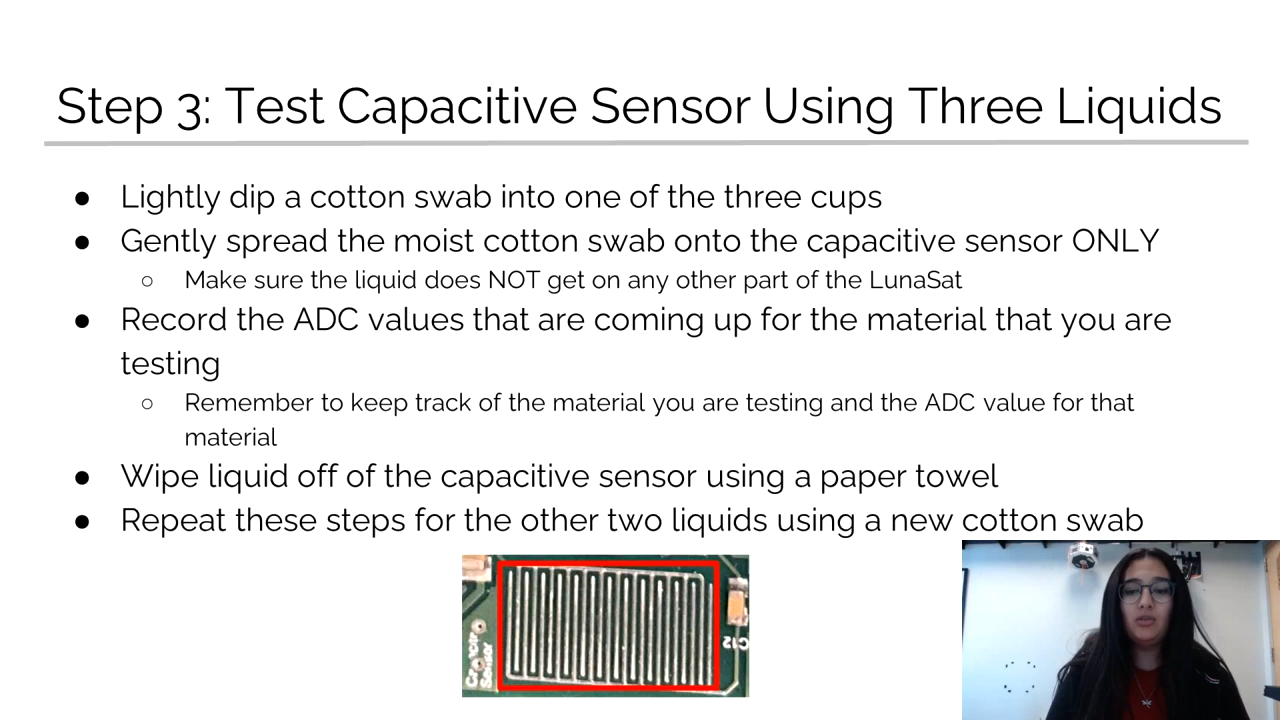 Step 3: Test Capacitive Sensor Using Three Liquids
● Lightly dip a cotton swab into one of the three cups
● Gently spread the moist cotton swab onto the capacitive sensor ONLY
○ Make sure the liquid does NOT get on any other part of the LunaSat
● Record the ADC values that are coming up for the material that you are
testing
○ Remember to keep track of the material you are testing and the ADC value for that
material
● Wipe liquid off of the capacitive sensor using a paper towel
● Repeat these steps for the other two liquids using a new cotton swab
Sensor
C12